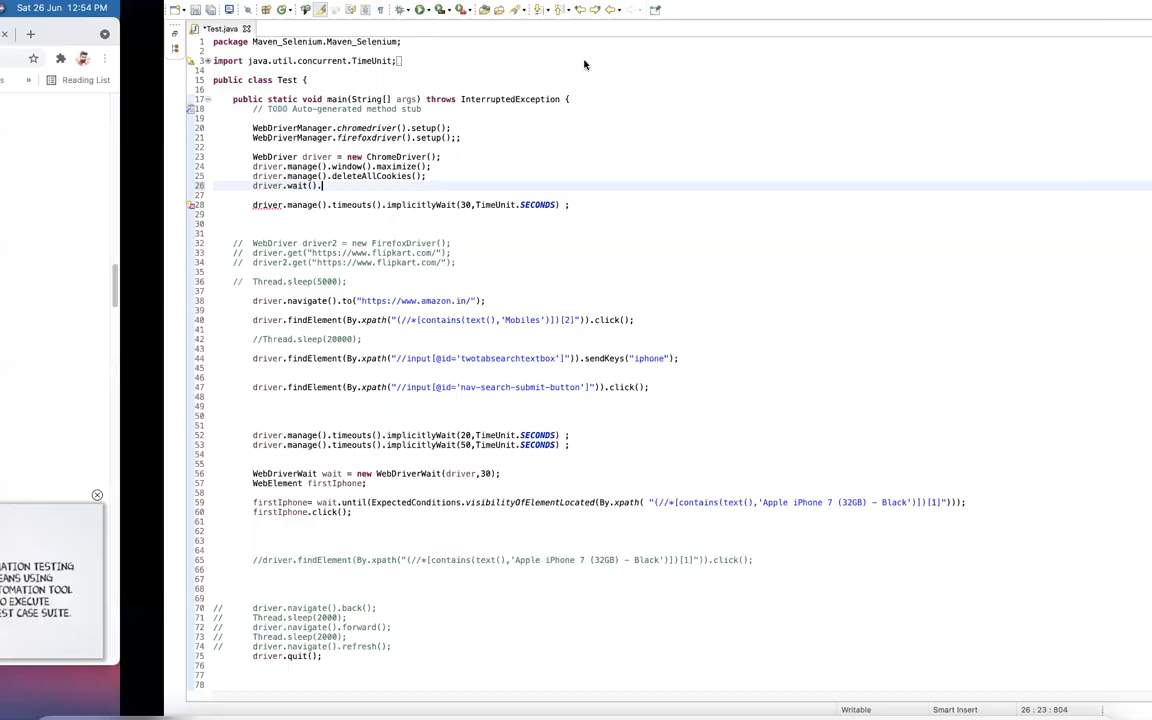 Sat 26 Jun 12:54 PM
Reading List
*Test.java
1 package Maven_Selenium.Maven_Selenium;
2
3 import java.util.concurrent.TimeUnit;
14
15 public class Test {
16
17 public static void main(String[] args) throws InterruptedException {
18 // TODO Auto-generated method stub
19
20 WebDriverManager.chromedriver().setup();
21 WebDriverManager.firefoxdriver().setup();;
22
23 WebDriver driver = new ChromeDriver();
24 driver.manage().window().maximize();
25 driver.manage().deleteAllCookies();
26 driver.wait().
27
28 driver.manage().timeouts().implicitlyWait(30,TimeUnit.SECONDS) ;
29
30
31
32 // WebDriver driver2 = new FirefoxDriver();
33 // driver.get("https://www.flipkart.com/");
34 // driver2.get("https://www.flipkart.com/");
35
36 // Thread.sleep(5000);
37
38 driver.navigate().to("https://www.amazon.in/");
39
40 driver.findElement(By.xpath("(//*[contains(text(),'Mobiles')])[2]")).click();
41
42 //Thread.sleep(20000);
43
44 driver.findElement(By.xpath("//input[@id='twotabsearchtextbox']")).sendKeys("iphone");
45
46
47 driver.findElement(By.xpath("//input[@id='nav-search-submit-button']")).click();
48
49
50
51
52 driver.manage().timeouts().implicitlyWait(20,TimeUnit.SECONDS) ;
53 driver.manage().timeouts().implicitlyWait(50,TimeUnit.SECONDS) ;
54
55
56 WebDriverWait wait = new WebDriverWait(driver,30);
57 WebElement firstIphone;
58
59 firstIphone= wait.until(ExpectedConditions.visibilityOfElementLocated(By.xpath( "(//*[contains(text(),'Apple iPhone 7 (32GB) - Black')])[1]")));
60 firstIphone.click();
61
62
63
64
65 //driver.findElement(By.xpath("(//*[contains(text(),'Apple iPhone 7 (32GB) - Black')])[1]")).click();
66
67
68
69
70 // driver.navigate().back();
71 // Thread.sleep(2000);
72 // driver.navigate().forward();
73 // Thread.sleep(2000);
74 // driver.navigate().refresh();
75 driver.quit();
76
77
78
ATION TESTING
EANS USING
TOMATION TOOL
O EXECUTE
EST CASE SUITE.
Writable Smart Insert 26 : 23 : 804